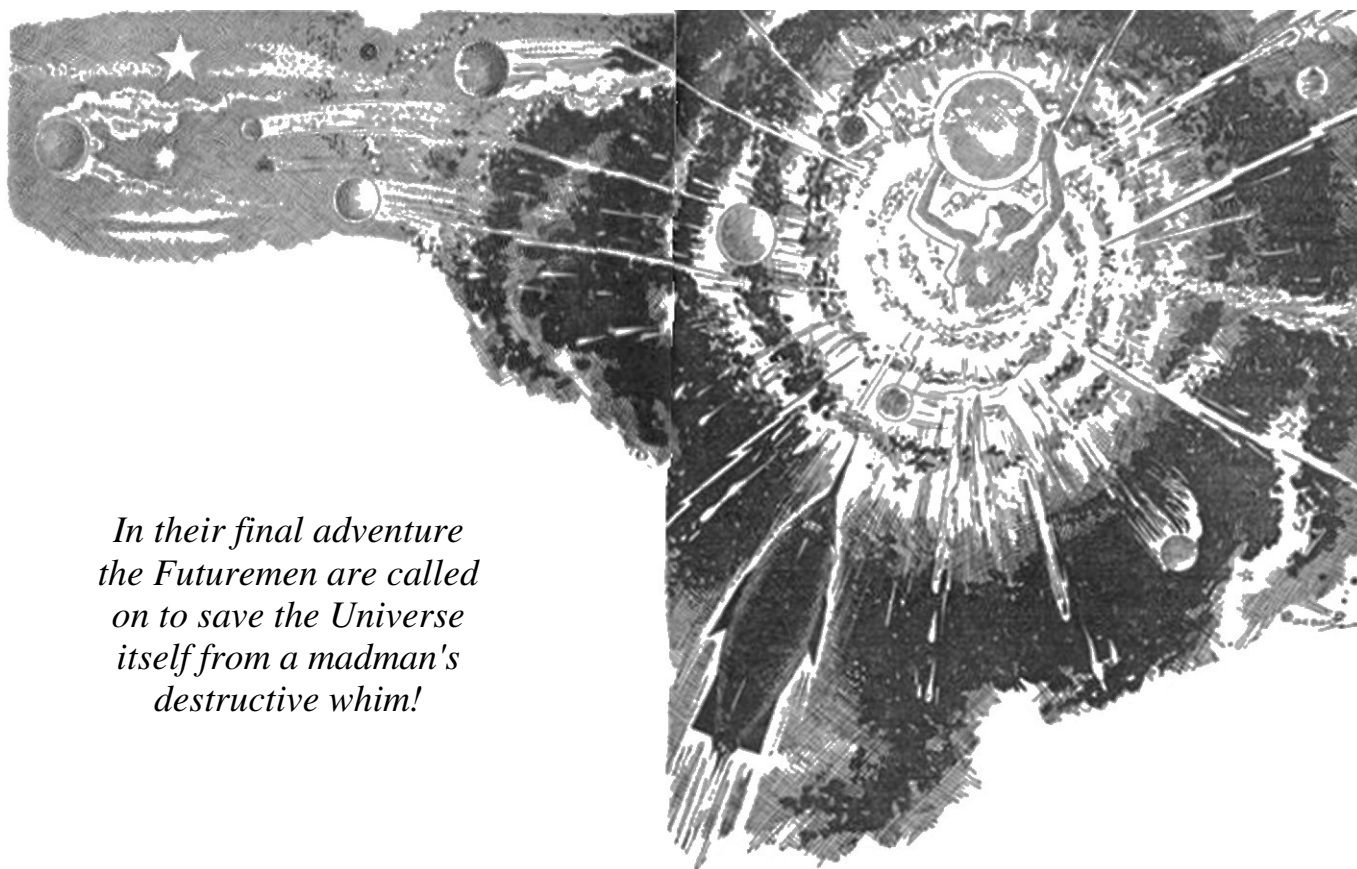 In their final adventure
the Futuremen are called
on to save the Universe
itself from a madman's
destructive whim!